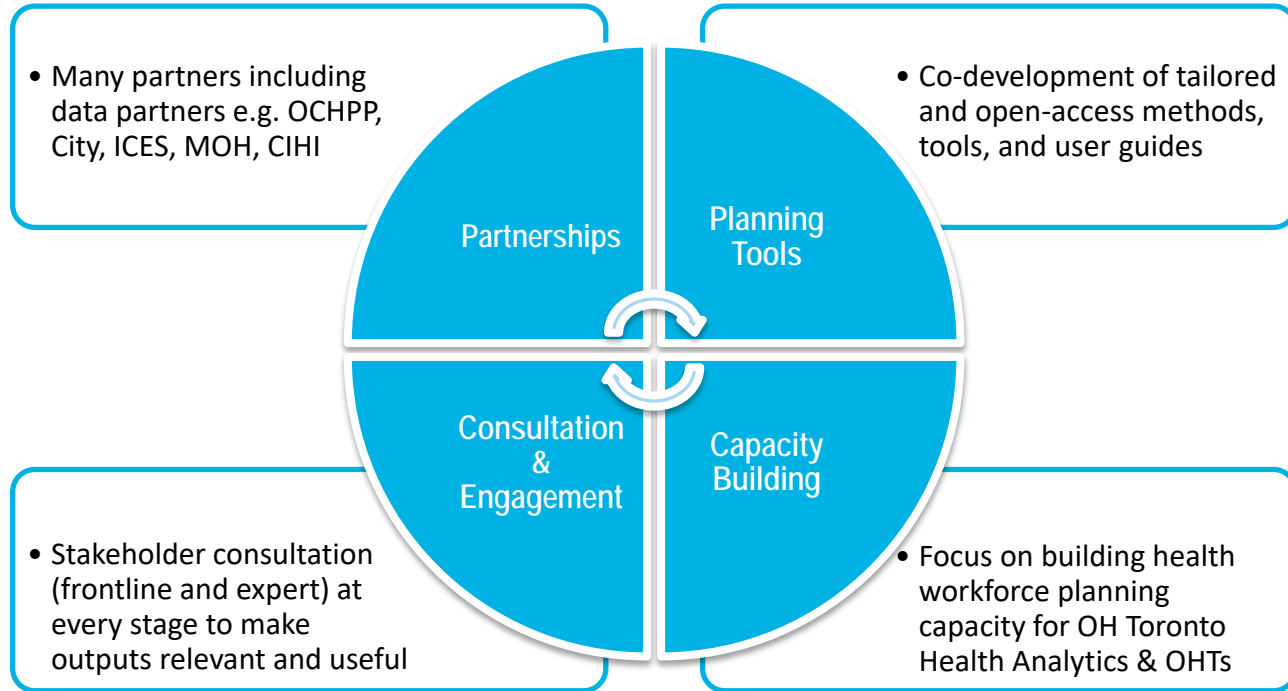 • Many partners including
data partners e.g. OCHPP,
City, ICES, MOH, CIHI
• Co-development of tailored
and open-access methods,
tools, and user guides
Partnerships
Planning
Tools
Consultation
&
Engagement
Capacity
Building
• Stakeholder consultation
(frontline and expert) at
every stage to make
outputs relevant and useful
• Focus on building health
workforce planning
capacity for OH Toronto
Health Analytics & OHTs